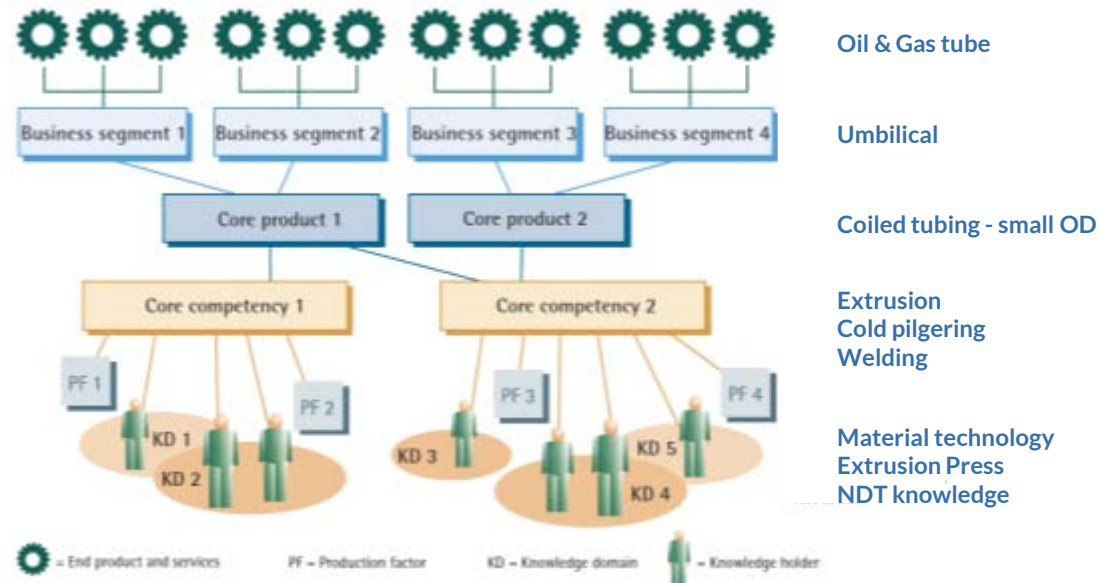 Oil & Gas tube
Business segment 1 Business segment 2 Business segment 3 Business segment 4
Umbilical
Core product 1 Core product 2
Coiled tubing - small OD
Core competency 1 Core competency 2
Extrusion
Cold pilgering
Welding
PF 1
PF 2
PF 3
PF 4
KD 1
KD 2
KD 3
KD 4
KD 5
Material technology
Extrusion Press
NDT knowledge
= End product and services PF = Production factor KD = Knowledge domain = Knowledge holder